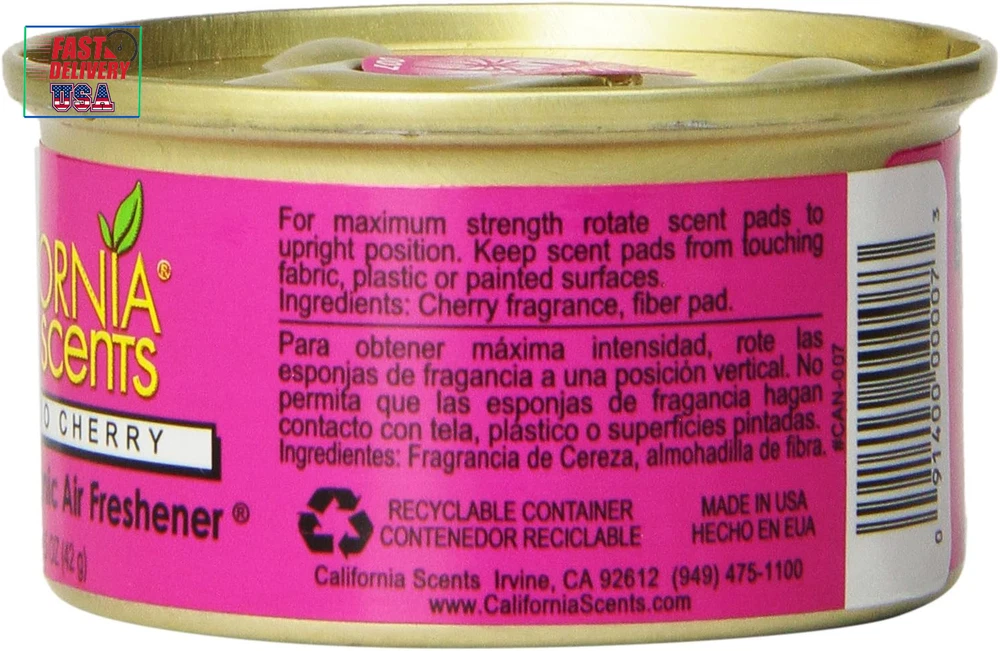 FAST
DELIVERY
USA
ORNIA®
SCENTS
O CHERRY
Air Freshener®
OZ (42 g)
For maximum strength rotate scent pads to
upright position. Keep scent pads from touching
fabric, plastic or painted surfaces.
Ingredients: Cherry fragrance, fiber pad.
Para obtener máxima intensidad, rote las
esponjas de fragancia a una posición vertical. No
permita que las esponjas de fragancia hagan
contacto con tela, plástico o superficies pintadas.
Ingredientes: Fragrancia de Cereza, almohadilla de fibra.
#CAN-007
RECYCLABLE CONTAINER
CONTENEDOR RECICLABLE
MADE IN USA
HECHO EN EUA
California Scents Irvine, CA 92612 (949) 475-1100
www.CaliforniaScents.com
0 91400 00007 3